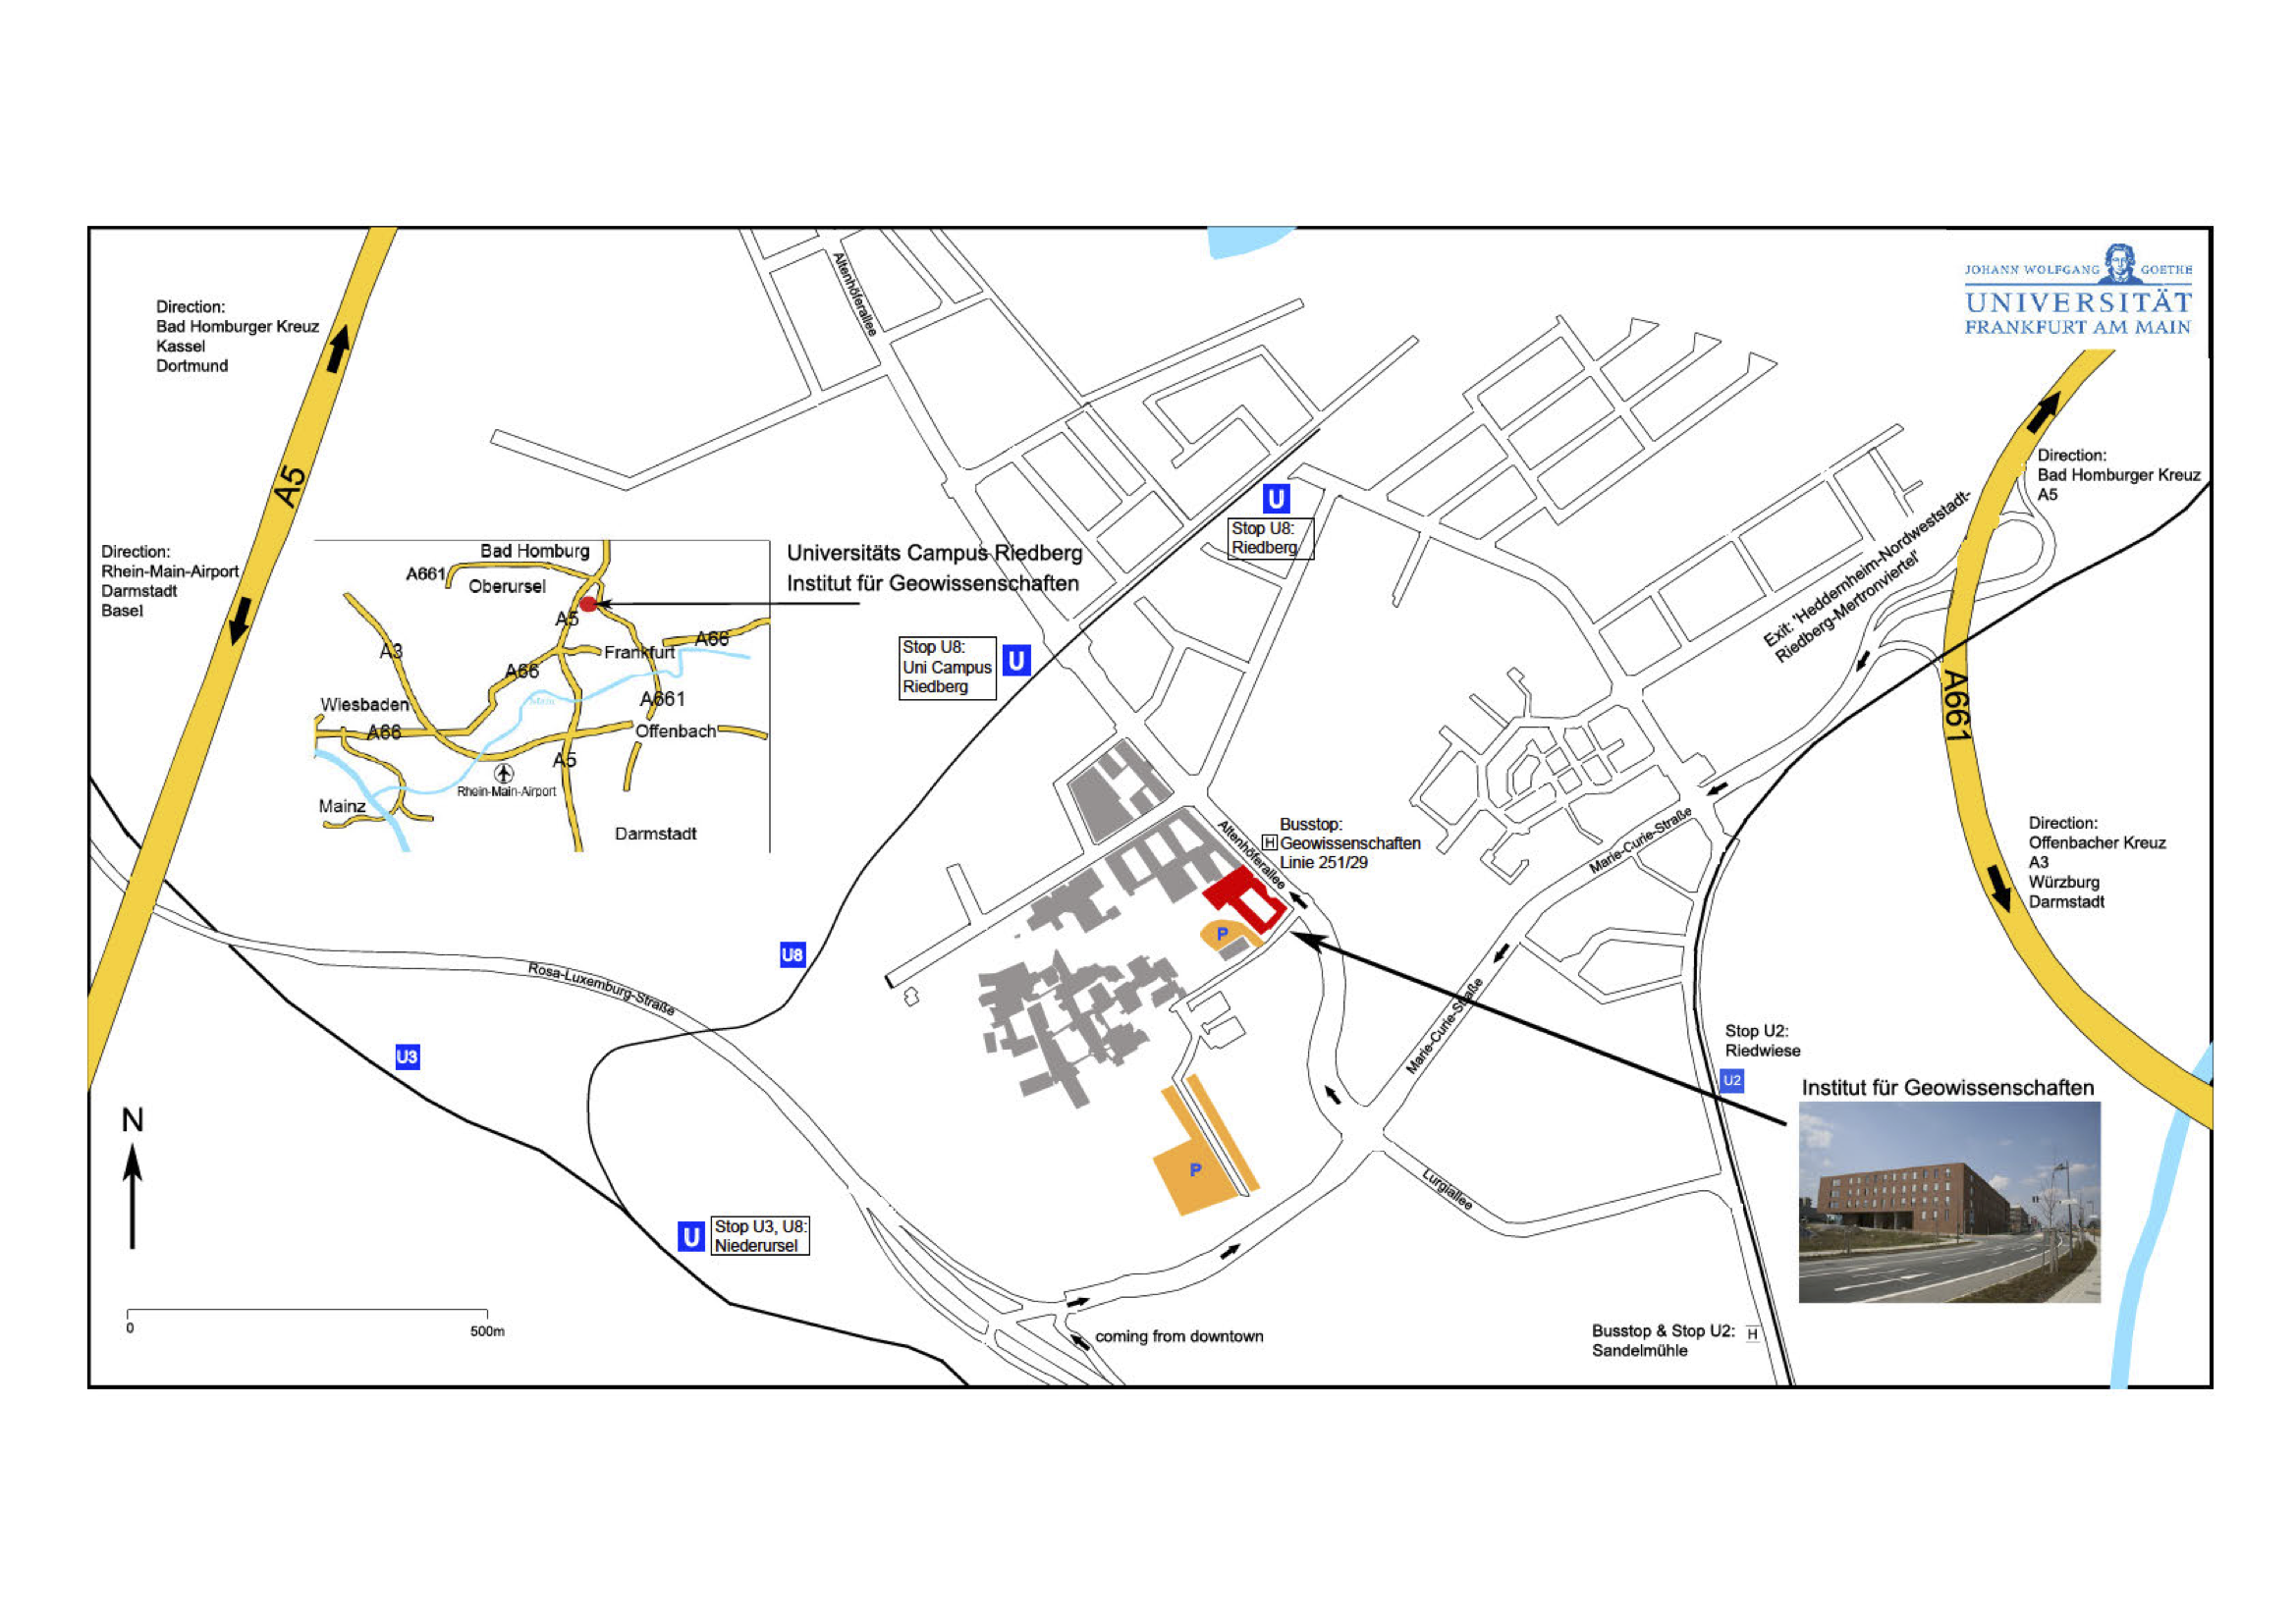 JOHANN WOLFGANG GOETHE
UNIVERSITÄT
FRANKFURT AM MAIN
Direction:
Bad Homburger Kreuz
Kassel
Dortmund
Altenhöferallee
A5
Direction:
Rhein-Main-Airport
Darmstadt
Basel
Direction:
Bad Homburger Kreuz
A5
Exit: 'Heddernheim-Nordweststadt-
Riedberg-Mertronviertel'
U
Stop U8:
Riedberg
Universitäts Campus Riedberg
Institut für Geowissenschaften
Bad Homburg
A661
Oberursel
A5
A3
A66
Frankfurt
A66
Wiesbaden
Main
A661
A66
Offenbach
A5
Rhein-Main-Airport
Mainz
Darmstadt
Stop U8:
Uni Campus
Riedberg
U
A661
Altenhöferallee
Busstop:
H Geowissenschaften
Linie 251/29
Marie-Curie-Straße
Direction:
Offenbacher Kreuz
A3
Würzburg
Darmstadt
P
U8
Rosa-Luxemburg-Straße
Marie-Curie-Straße
U3
Stop U2:
Riedwiese
U2
Institut für Geowissenschaften
N
P
Lurgiallee
U
Stop U3, U8:
Niederursel
0
500m
coming from downtown
Busstop & Stop U2: H
Sandelmühle